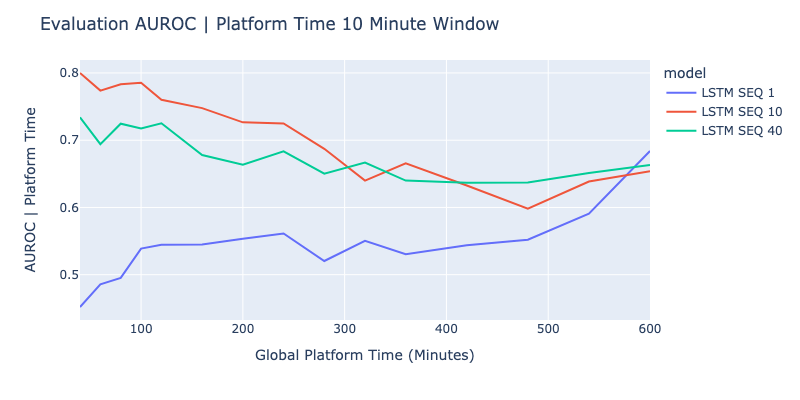 Evaluation AUROC | Platform Time 10 Minute Window
model
LSTM SEQ 1
LSTM SEQ 10
LSTM SEQ 40
AUROC | Platform Time
0.8
0.7
0.6
0.5
100
200
300
400
500
600
Global Platform Time (Minutes)